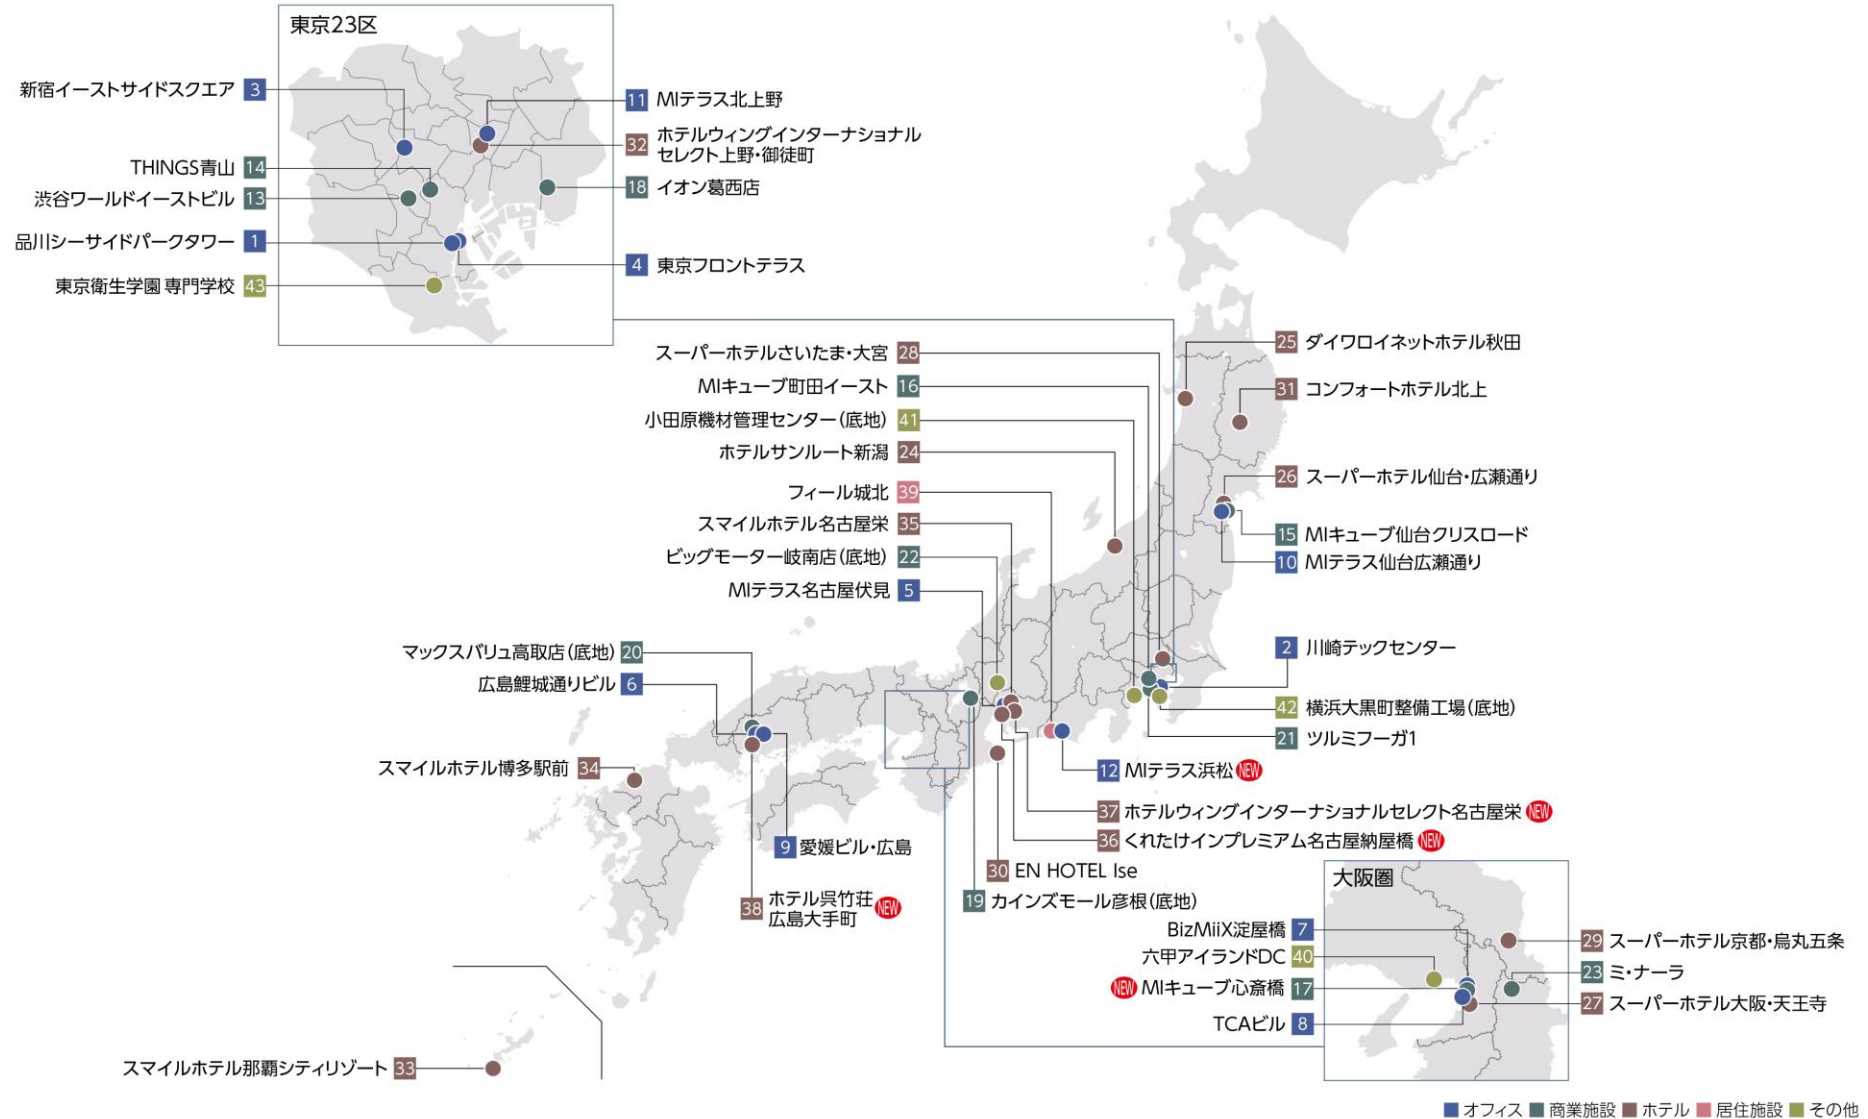 東京23区
新宿イーストサイドスクエア 3
THINGS青山 14
渋谷ワールドイーストビル 13
品川シーサイドパークタワー 1
東京衛生学園 専門学校 43
11 MIテラス北上野
32 ホテルウィングインターナショナル
セレクト上野・御徒町
18 イオン葛西店
4 東京フロントテラス
スーパーホテルさいたま・大宮 28
MIキューブ町田イースト 16
小田原機材管理センター(底地) 41
ホテルサンルート新潟 24
フィール城北 39
スマイルホテル名古屋栄 35
ビッグモーター岐南店(底地) 22
MIテラス名古屋伏見 5
25 ダイワロイネットホテル秋田
31 コンフォートホテル北上
26 スーパーホテル仙台・広瀬通り
15 MIキューブ仙台クリスロード
10 MIテラス仙台広瀬通り
2 川崎テックセンター
42 横浜大黒町整備工場(底地)
21 ツルミフーガ1
マックスバリュ高取店(底地) 20
広島鯉城通りビル 6
スマイルホテル博多駅前 34
9 愛媛ビル・広島
38 ホテル呉竹荘
広島大手町 NEW
12 MIテラス浜松 NEW
37 ホテルウィングインターナショナルセレクト名古屋栄 NEW
36 くれたけインプレミアム名古屋納屋橋 NEW
30 EN HOTEL Ise
19 カインズモール彦根(底地)
スマイルホテル那覇シティリゾート 33
大阪圏
BizMiiX淀屋橋 7
六甲アイランドDC 40
NEW MIキューブ心斎橋 17
TCAビル 8
29 スーパーホテル京都・烏丸五条
23 ミ・ナーラ
27 スーパーホテル大阪・天王寺
オフィス 商業施設 ホテル 居住施設 その他